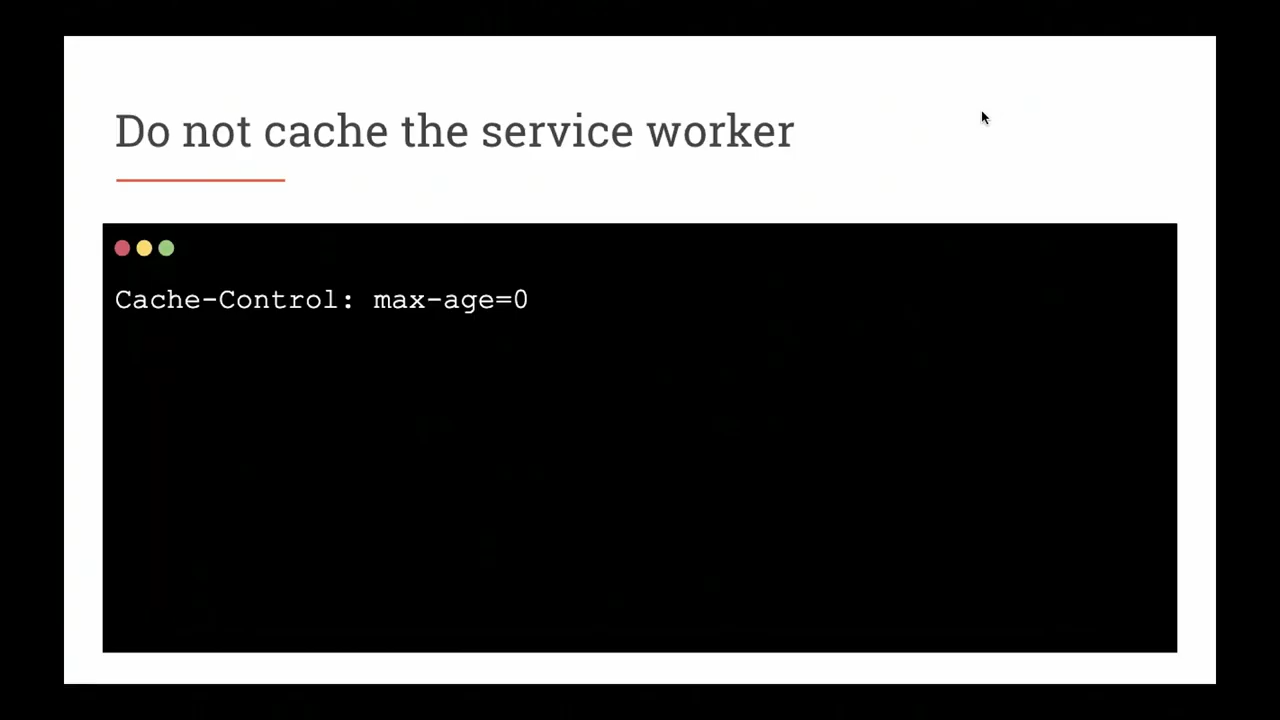 Do not cache the service worker
Cache-Control: max-age=0